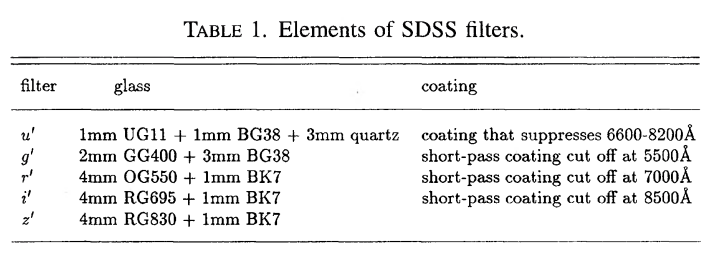 TABLE 1. Elements of SDSS filters.
filter glass coating
u′ 1mm UG11 + 1mm BG38 + 3mm quartz coating that suppresses 6600-8200Å
g′ 2mm GG400 + 3mm BG38 short-pass coating cut off at 5500Å
r′ 4mm OG550 + 1mm BK7 short-pass coating cut off at 7000Å
i′ 4mm RG695 + 1mm BK7 short-pass coating cut off at 8500Å
z′ 4mm RG830 + 1mm BK7